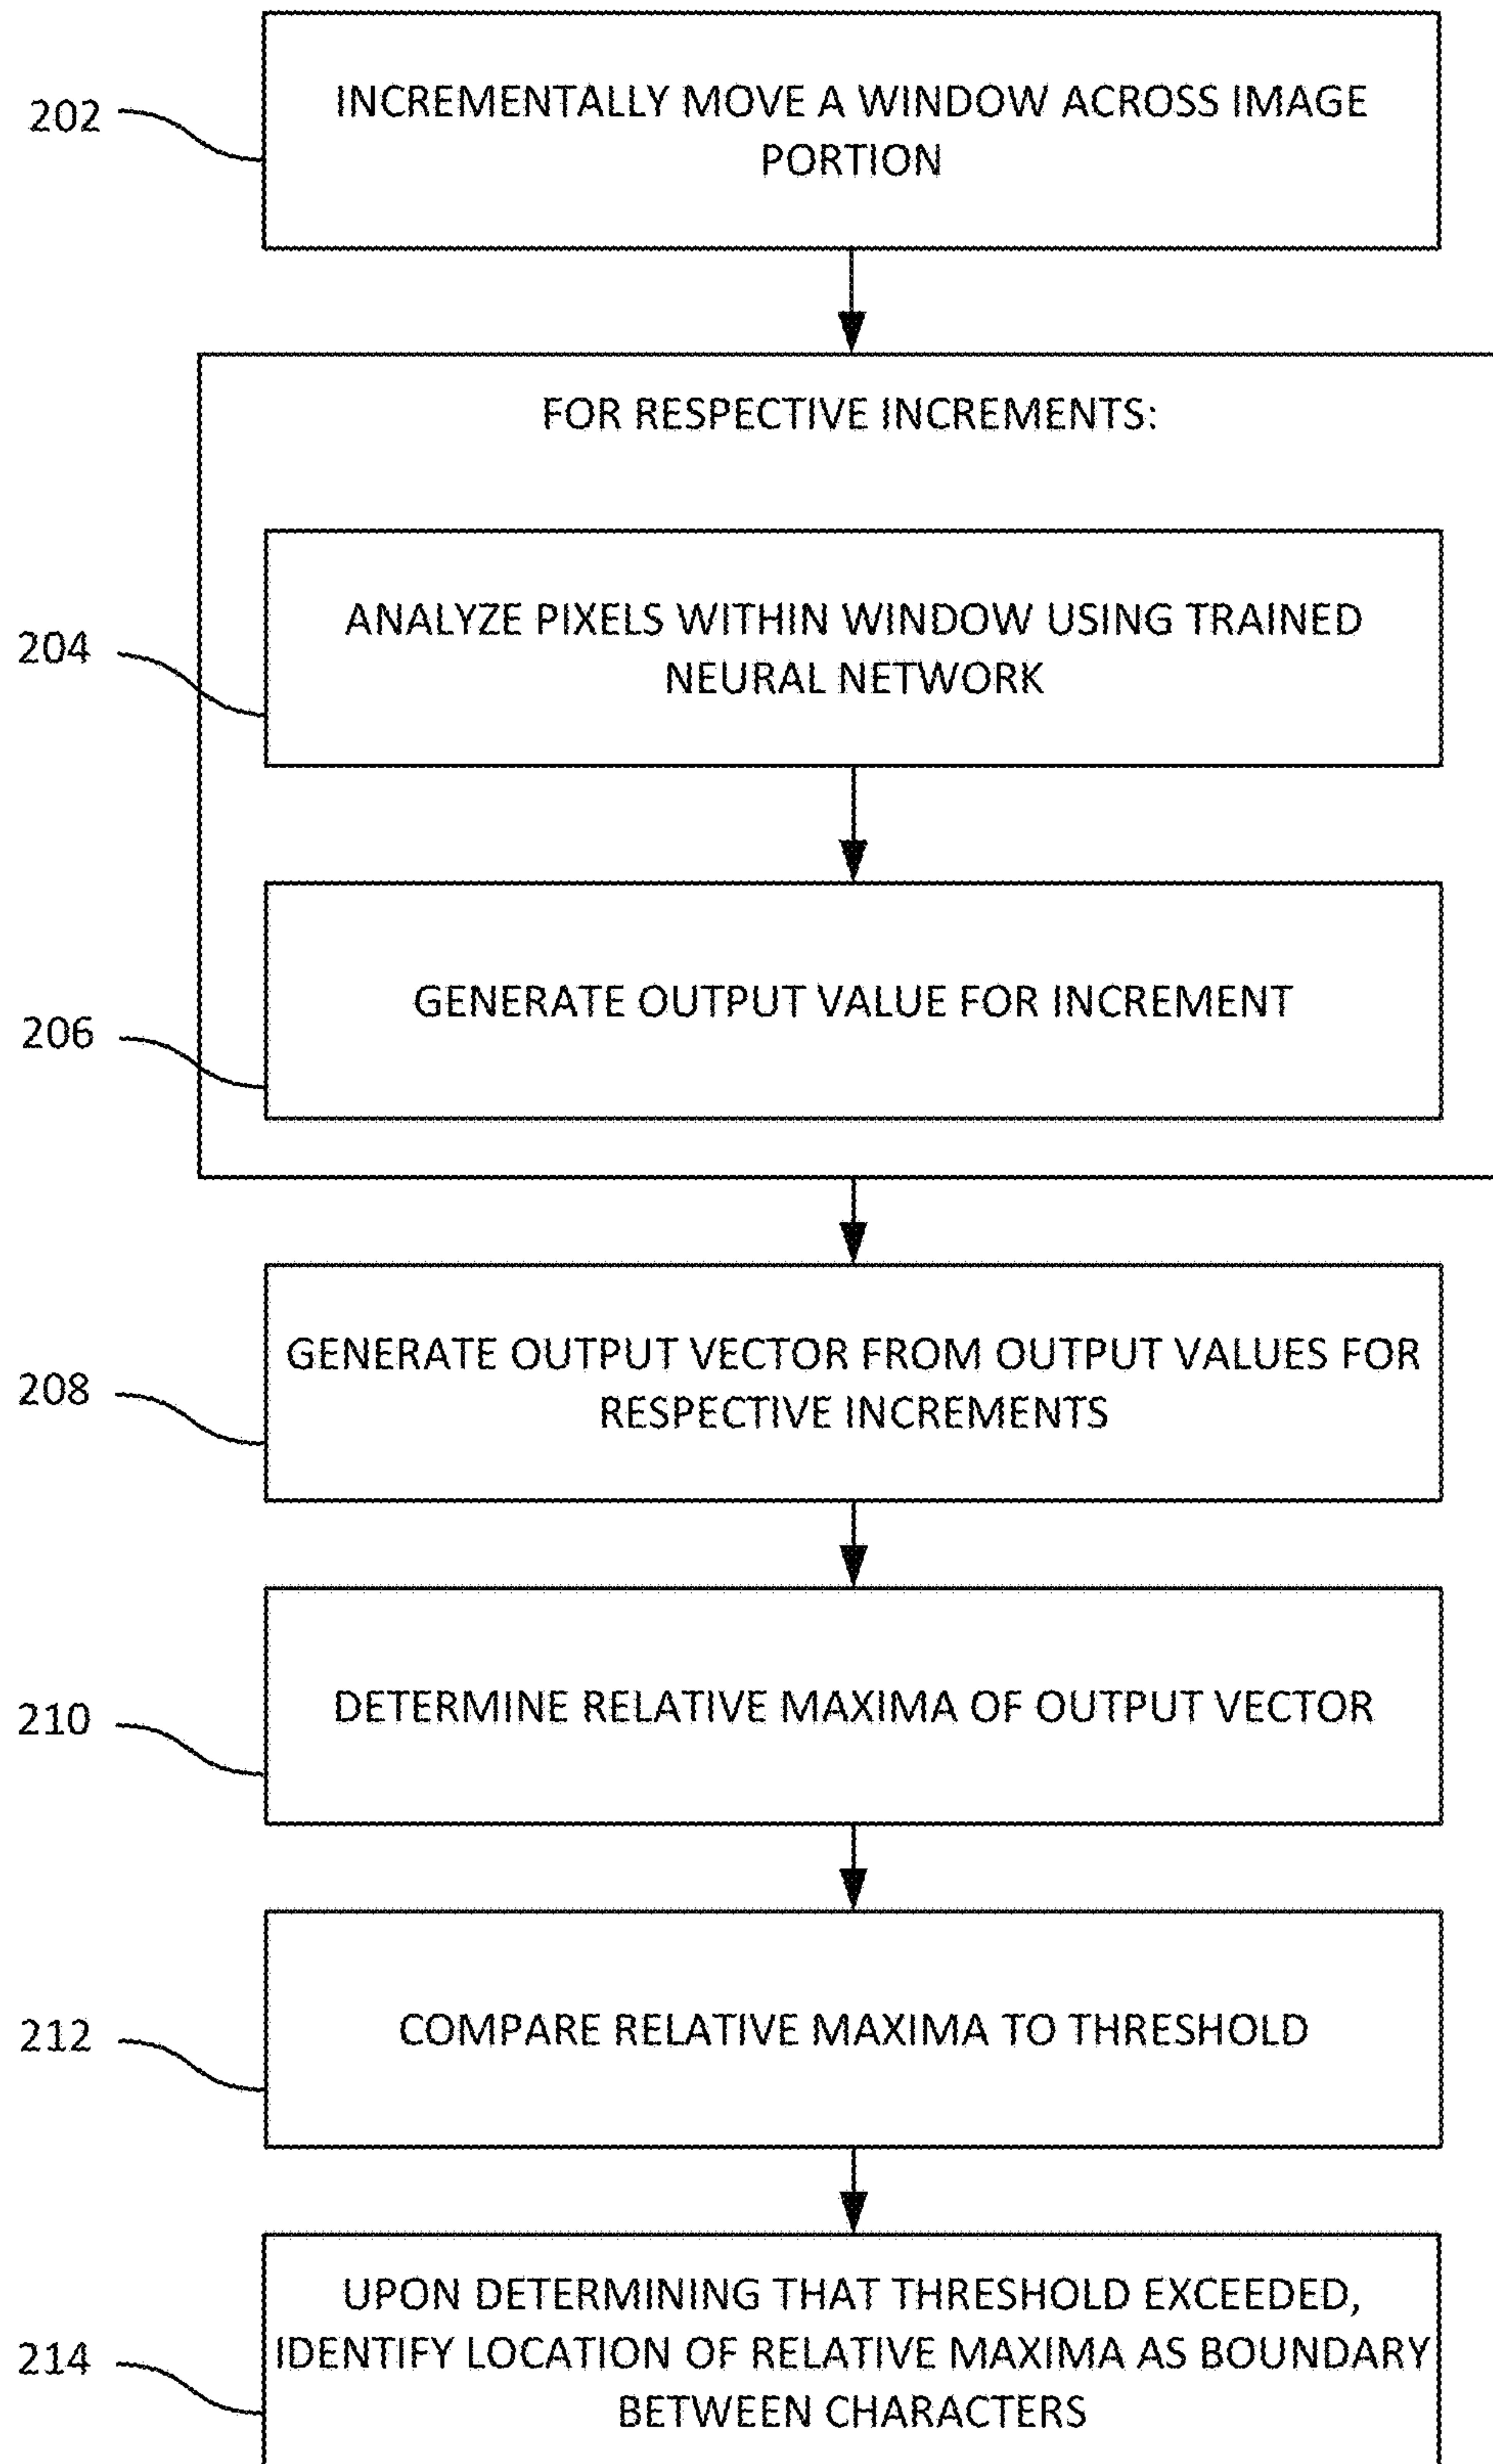 202
INCREMENTALLY MOVE A WINDOW ACROSS IMAGE
PORTION
FOR RESPECTIVE INCREMENTS:
204
ANALYZE PIXELS WITHIN WINDOW USING TRAINED
NEURAL NETWORK
206
GENERATE OUTPUT VALUE FOR INCREMENT
208
GENERATE OUTPUT VECTOR FROM OUTPUT VALUES FOR
RESPECTIVE INCREMENTS
210
DETERMINE RELATIVE MAXIMA OF OUTPUT VECTOR
212
COMPARE RELATIVE MAXIMA TO THRESHOLD
214
UPON DETERMINING THAT THRESHOLD EXCEEDED,
IDENTIFY LOCATION OF RELATIVE MAXIMA AS BOUNDARY
BETWEEN CHARACTERS